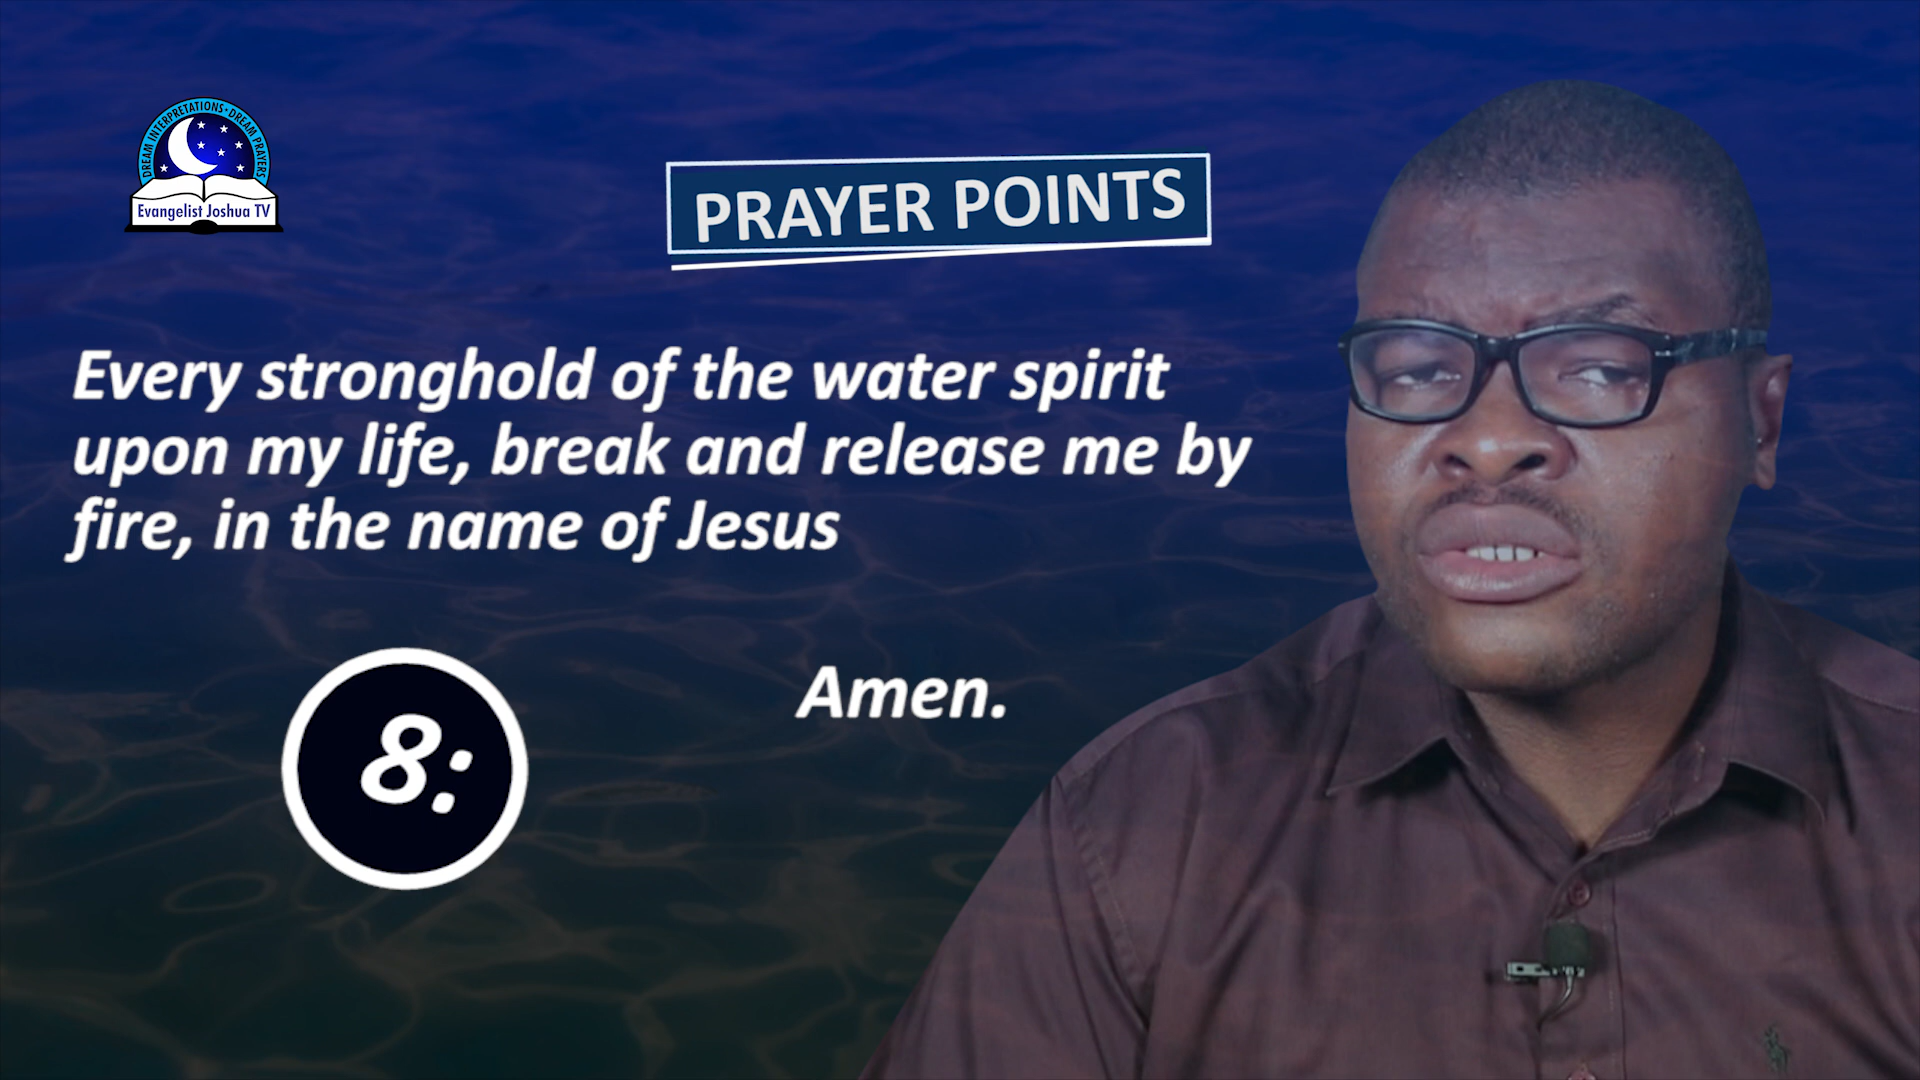 DREAM INTERPRETATIONS · DREAM PRAYERS
Evangelist Joshua TV
PRAYER POINTS
Every stronghold of the water spirit
upon my life, break and release me by
fire, in the name of Jesus
Amen.
8: